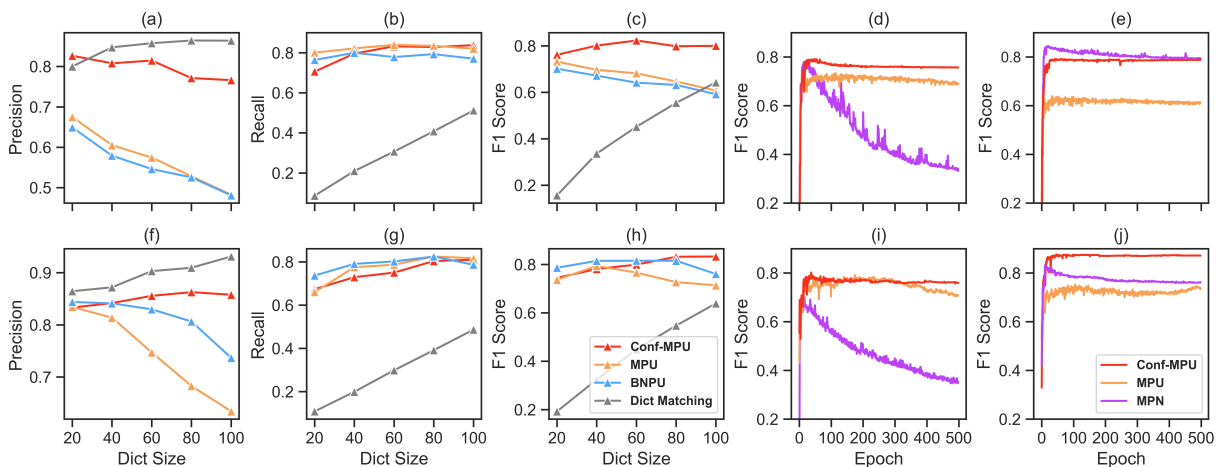 (a) (b) (c) (d) (e)
Precision
0.8
0.7
0.6
0.5
Recall
0.8
0.6
0.4
0.2
F1 Score
0.8
0.6
0.4
0.2
F1 Score
0.8
0.6
0.4
0.2
F1 Score
0.8
0.6
0.4
0.2
(f) (g) (h) (i) (j)
Precision
0.9
0.8
0.7
20 40 60 80 100
Dict Size
Recall
0.8
0.6
0.4
0.2
20 40 60 80 100
Dict Size
F1 Score
0.8
0.6
0.4
0.2
Conf-MPU
MPU
BNPU
Dict Matching
20 40 60 80 100
Dict Size
F1 Score
0.8
0.6
0.4
0.2
0 100 200 300 400 500
Epoch
F1 Score
0.8
0.6
0.4
0.2
Conf-MPU
MPU
MPN
0 100 200 300 400 500
Epoch